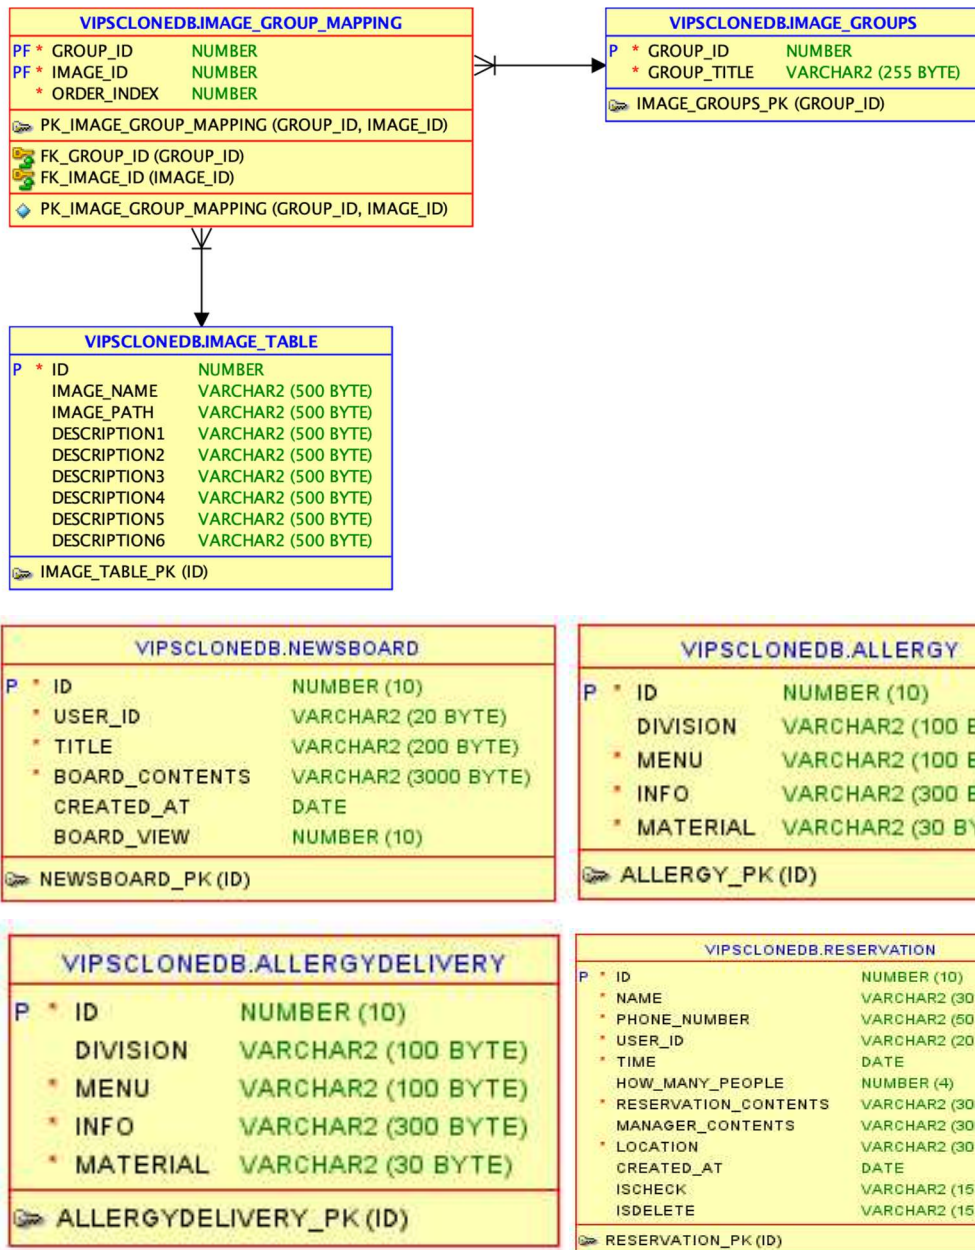 VIPSCLONEDB.IMAGE_GROUP_MAPPING
PF * GROUP_ID NUMBER
PF * IMAGE_ID NUMBER
* ORDER_INDEX NUMBER
PK_IMAGE_GROUP_MAPPING (GROUP_ID, IMAGE_ID)
FK_GROUP_ID (GROUP_ID)
FK_IMAGE_ID (IMAGE_ID)
PK_IMAGE_GROUP_MAPPING (GROUP_ID, IMAGE_ID)
VIPSCLONEDB.IMAGE_GROUPS
P * GROUP_ID NUMBER
* GROUP_TITLE VARCHAR2 (255 BYTE)
IMAGE_GROUPS_PK (GROUP_ID)
VIPSCLONEDB.IMAGE_TABLE
P * ID NUMBER
IMAGE_NAME VARCHAR2 (500 BYTE)
IMAGE_PATH VARCHAR2 (500 BYTE)
DESCRIPTION1 VARCHAR2 (500 BYTE)
DESCRIPTION2 VARCHAR2 (500 BYTE)
DESCRIPTION3 VARCHAR2 (500 BYTE)
DESCRIPTION4 VARCHAR2 (500 BYTE)
DESCRIPTION5 VARCHAR2 (500 BYTE)
DESCRIPTION6 VARCHAR2 (500 BYTE)
IMAGE_TABLE_PK (ID)
VIPSCLONEDB.NEWSBOARD
P * ID NUMBER (10)
* USER_ID VARCHAR2 (20 BYTE)
* TITLE VARCHAR2 (200 BYTE)
* BOARD_CONTENTS VARCHAR2 (3000 BYTE)
CREATED_AT DATE
BOARD_VIEW NUMBER (10)
NEWSBOARD_PK (ID)
VIPSCLONEDB.ALLERGY
P * ID NUMBER (10)
DIVISION VARCHAR2 (100
* MENU VARCHAR2 (100
* INFO VARCHAR2 (300
* MATERIAL VARCHAR2 (30
ALLERGY_PK (ID)
VIPSCLONEDB.ALLERGYDELIVERY
P * ID NUMBER (10)
DIVISION VARCHAR2 (100 BYTE)
* MENU VARCHAR2 (100 BYTE)
* INFO VARCHAR2 (300 BYTE)
* MATERIAL VARCHAR2 (30 BYTE)
ALLERGYDELIVERY_PK (ID)
VIPSCLONEDB.RESERVATION
P * ID NUMBER (10)
* NAME VARCHAR2 (30
* PHONE_NUMBER VARCHAR2 (50
* USER_ID VARCHAR2 (20
* TIME DATE
HOW_MANY_PEOPLE NUMBER (4)
* RESERVATION_CONTENTS VARCHAR2 (30
MANAGER_CONTENTS VARCHAR2 (30
* LOCATION VARCHAR2 (30
CREATED_AT DATE
ISCHECK VARCHAR2 (15
ISDELETE VARCHAR2 (15
RESERVATION_PK (ID)